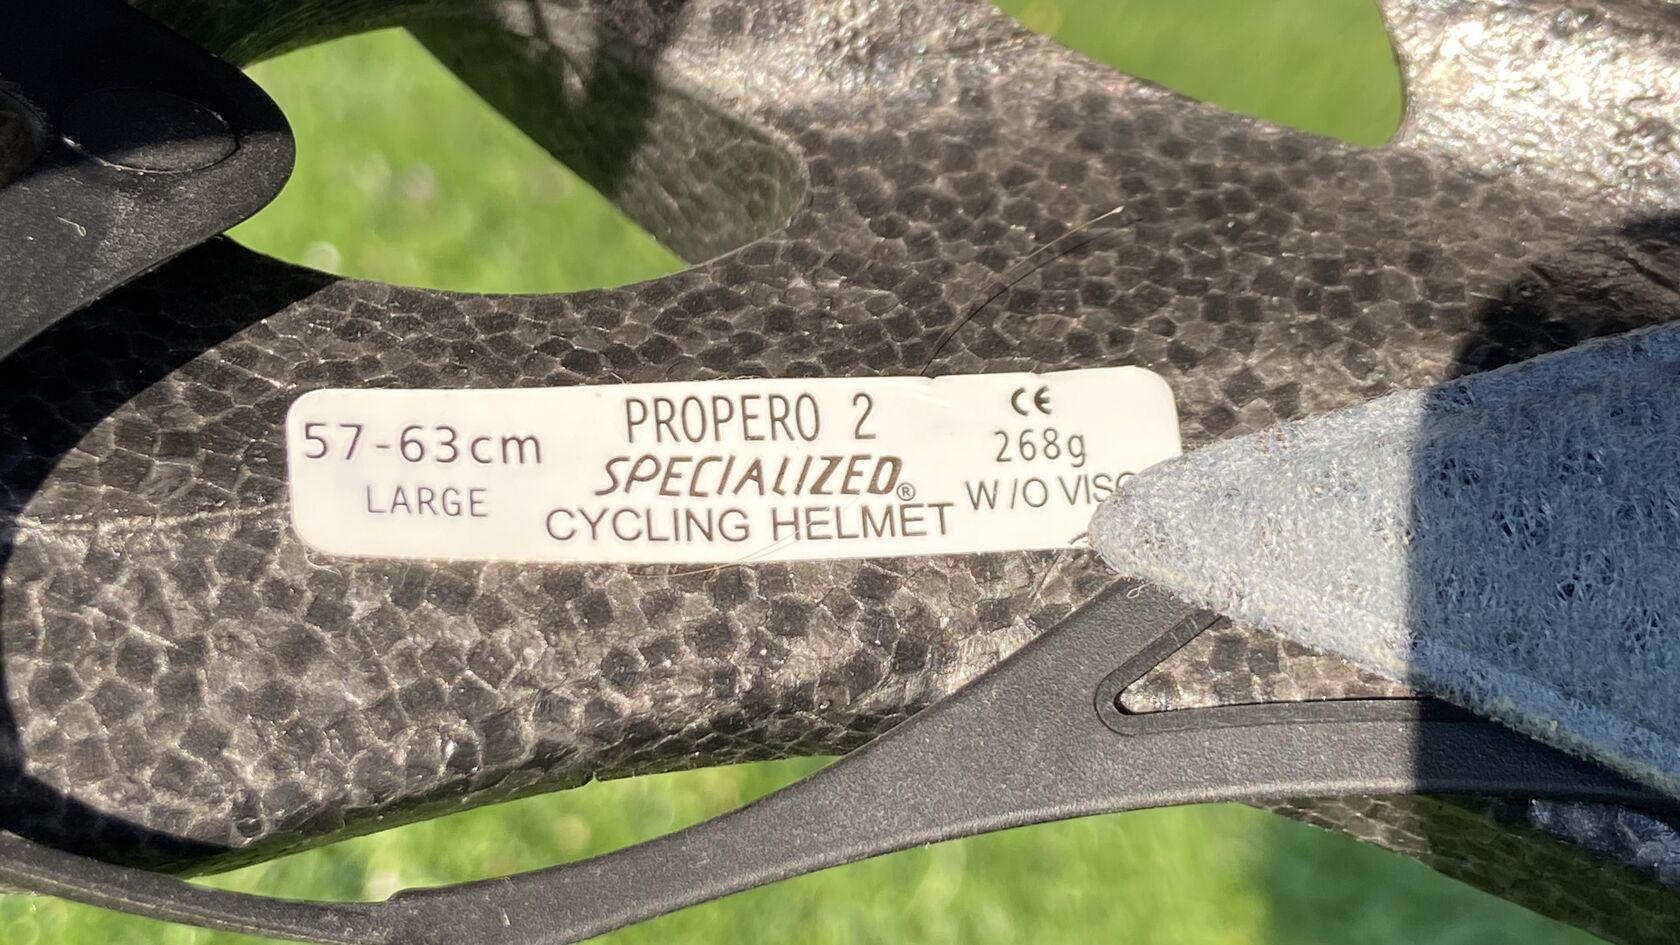 57-63cm
LARGE
PROPERO 2
SPECIALIZED®
CYCLING HELMET
CE
268g
W/O